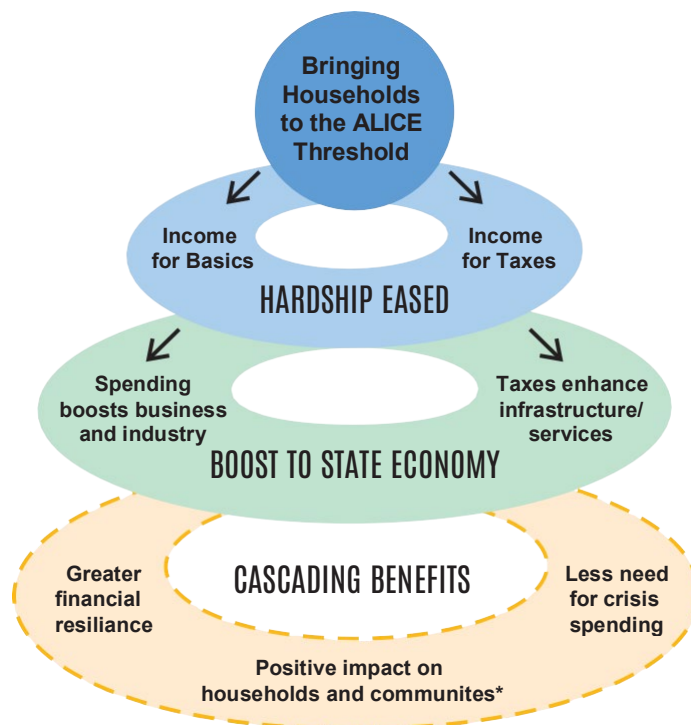 Bringing
Households
to the ALICE
Threshold
Income
for Basics
Income
for Taxes
HARDSHIP EASED
Spending
boosts business
and industry
Taxes enhance
infrastructure/
services
BOOST TO STATE ECONOMY
Greater
financial
resiliance
CASCADING BENEFITS
Less need
for crisis
spending
Positive impact on
households and communites*